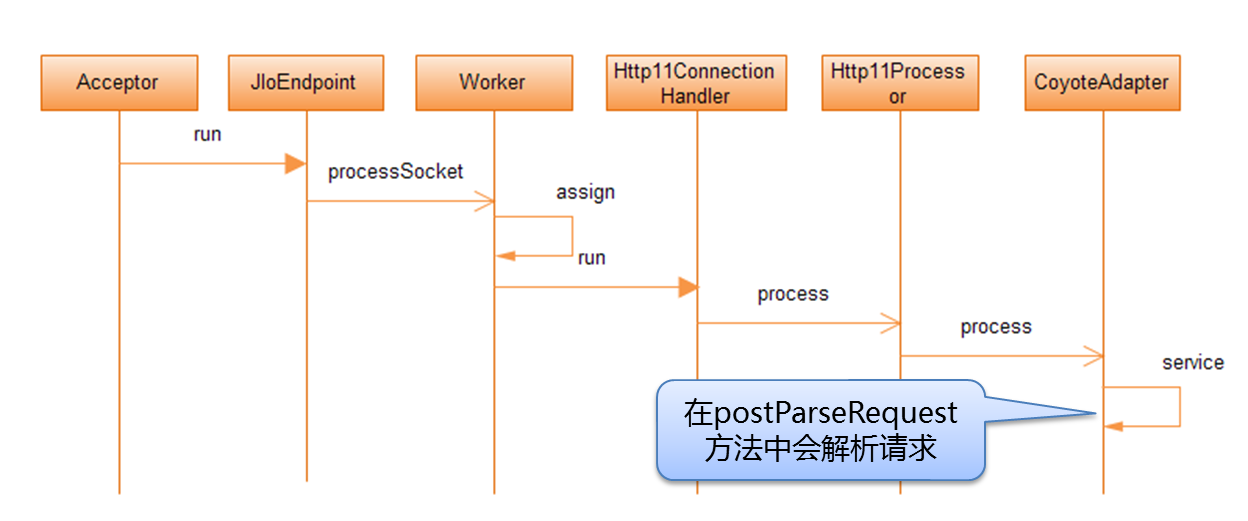 Acceptor
JIoEndpoint
Worker
Http11Connection
Handler
Http11Process
or
CoyoteAdapter
run
processSocket
assign
run
process
process
service
在postParseRequest
方法中会解析请求